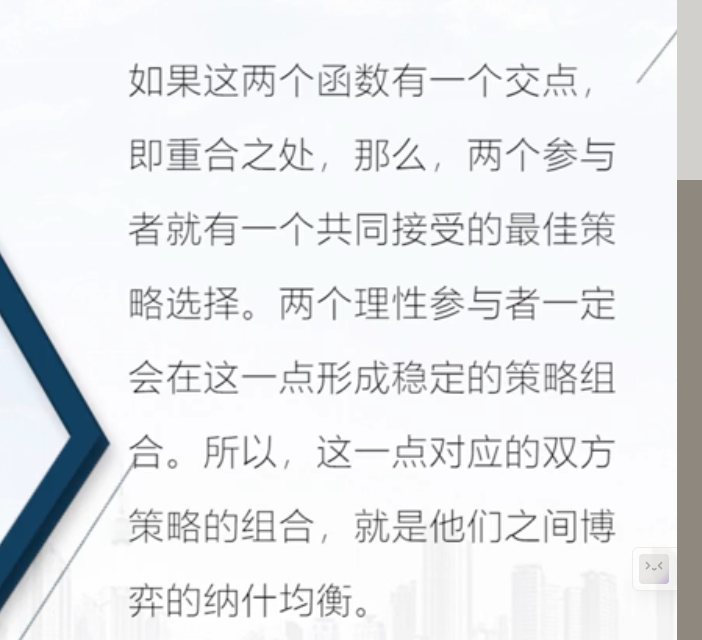 如果这两个函数有一个交点，
即重合之处，那么，两个参与
者就有一个共同接受的最佳策
略选择。两个理性参与者一定
会在这一点形成稳定的策略组
合。所以，这一点对应的双方
策略的组合，就是他们之间博
弈的纳什均衡。